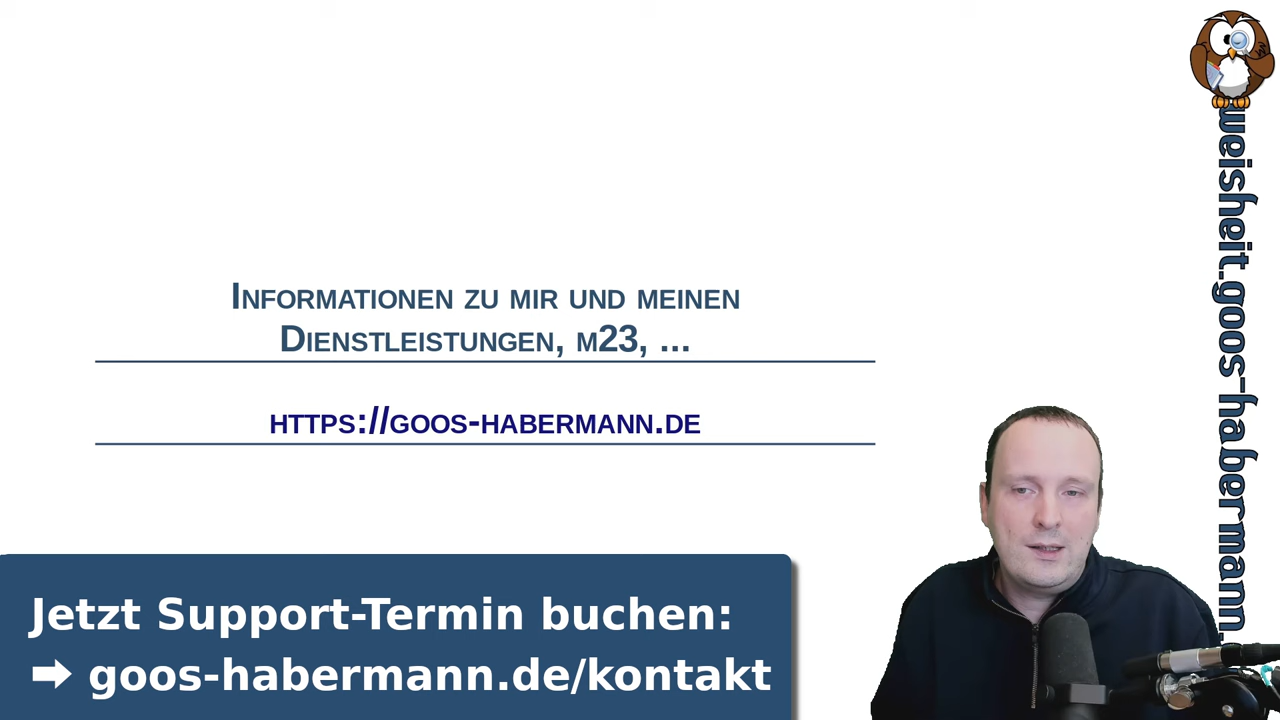 Informationen zu mir und meinen
Dienstleistungen, m23, ...
https://goos-habermann.de
Jetzt Support-Termin buchen:
➡ goos-habermann.de/kontakt
weisheit.goos-habermann.